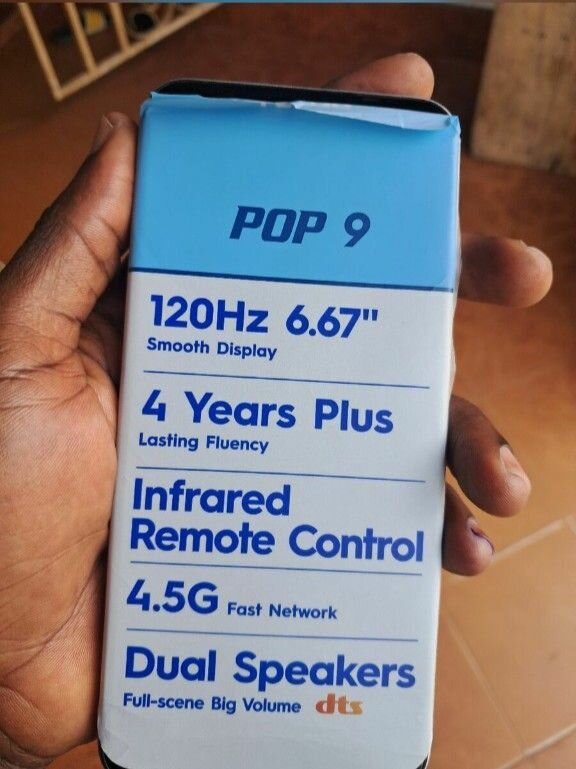 POP 9
120Hz 6.67"
Smooth Display
4 Years Plus
Lasting Fluency
Infrared
Remote Control
4.5G Fast Network
Dual Speakers
Full-scene Big Volume dts